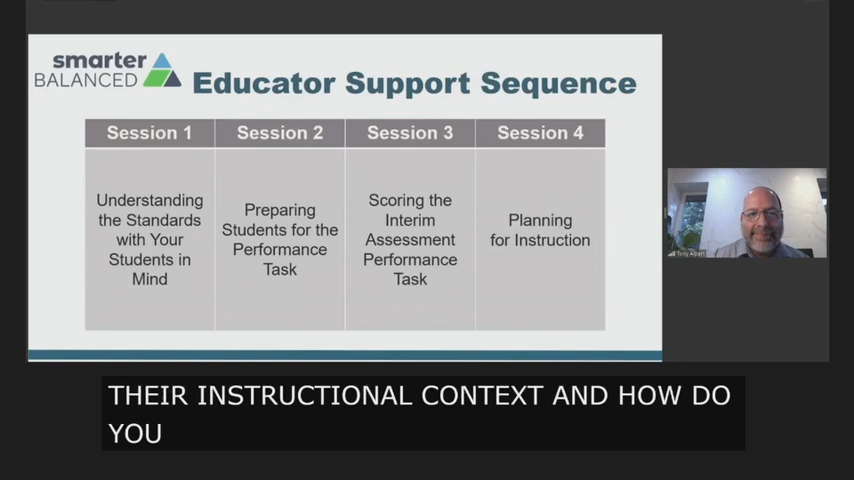 smarter
BALANCED
Educator Support Sequence
Session 1
Session 2
Session 3
Session 4
Understanding
the Standards
with Your
Students in
Mind
Preparing
Students for the
Performance
Task
Scoring the
Interim
Assessment
Performance
Task
Planning
for Instruction
Tony Alpert
THEIR INSTRUCTIONAL CONTEXT AND HOW DO
YOU